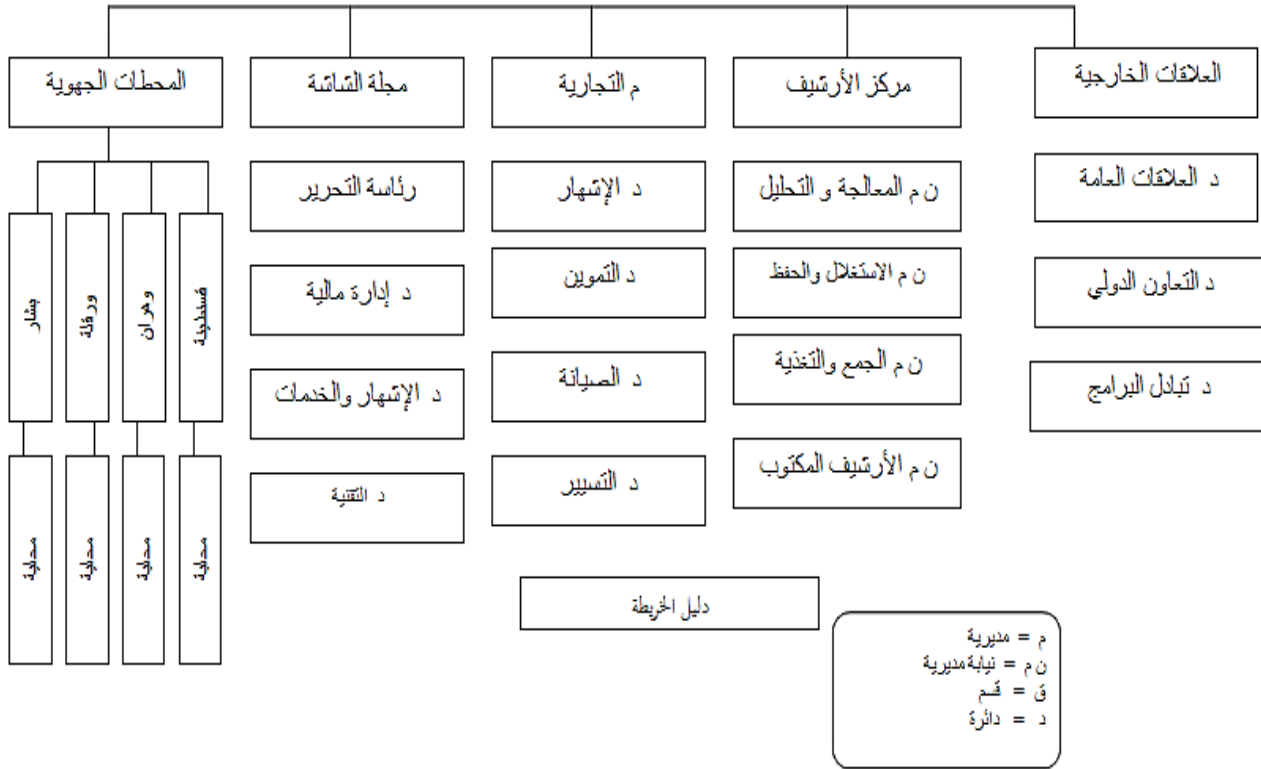 العلاقات الخارجية
مركز الأرشيف
م التجارية
مجلة الشاشة
المحطات الجهوية
د العلاقات العامة
د التعاون الدولي
د تبادل البرامج
ن م المعالجة و التحليل
ن م الاستغلال والحفظ
ن م الجمع والتغذية
ن م الأرشيف المكتوب
د الإشهار
د التموين
د الصيانة
د التسيير
رئاسة التحرير
د إدارة مالية
د الإشهار والخدمات
د التقنية
قسنطينة
وهران
ورقلة
بشار
محلية
محلية
محلية
محلية
دليل الخريطة
م = مديرية
ن م = نيابة مديرية
ق = قسم
د = دائرة